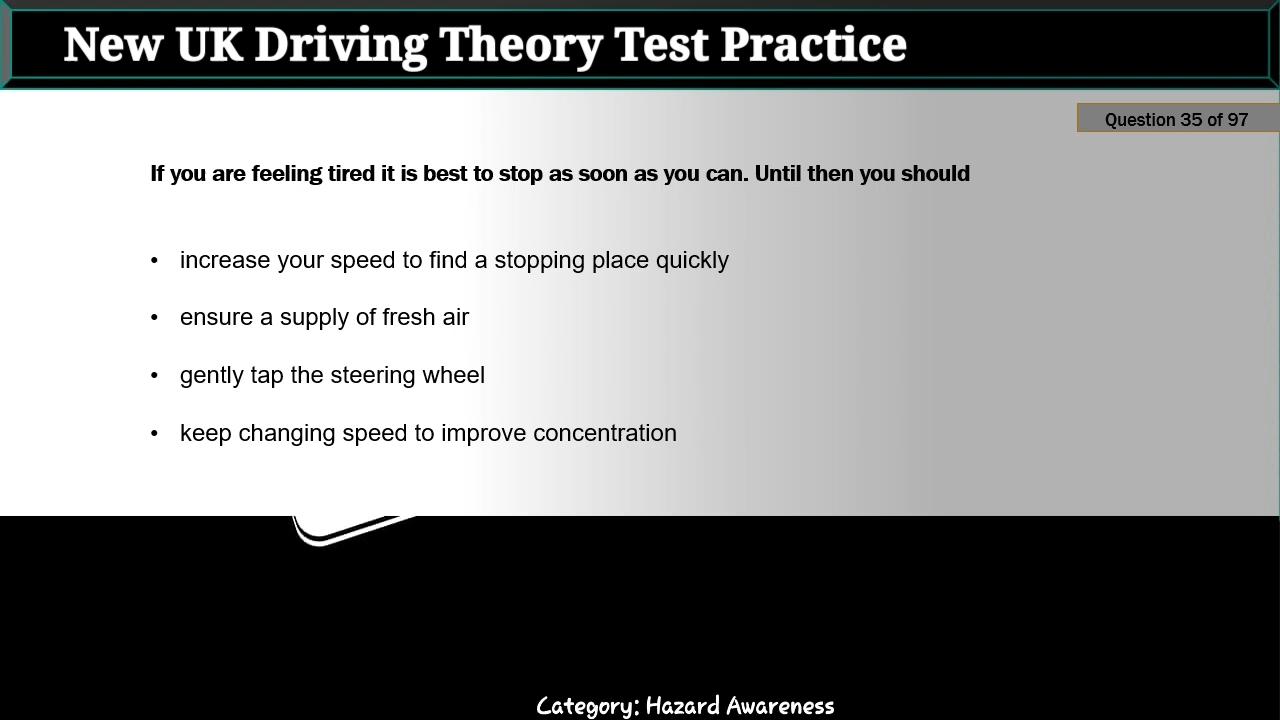 New UK Driving Theory Test Practice
Question 35 of 97
If you are feeling tired it is best to stop as soon as you can. Until then you should
• increase your speed to find a stopping place quickly
• ensure a supply of fresh air
• gently tap the steering wheel
• keep changing speed to improve concentration
Category: Hazard Awareness